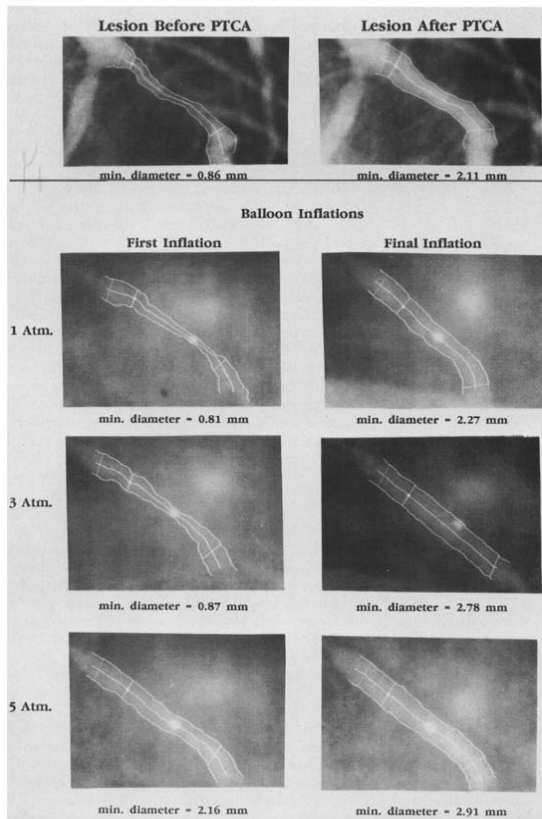 Lesion Before PTCA Lesion After PTCA
min. diameter = 0.86 mm min. diameter = 2.11 mm
Balloon Inflations
First Inflation Final Inflation
1 Atm.
min. diameter = 0.81 mm min. diameter = 2.27 mm
3 Atm.
min. diameter = 0.87 mm min. diameter = 2.78 mm
5 Atm.
min. diameter = 2.16 mm min. diameter = 2.91 mm